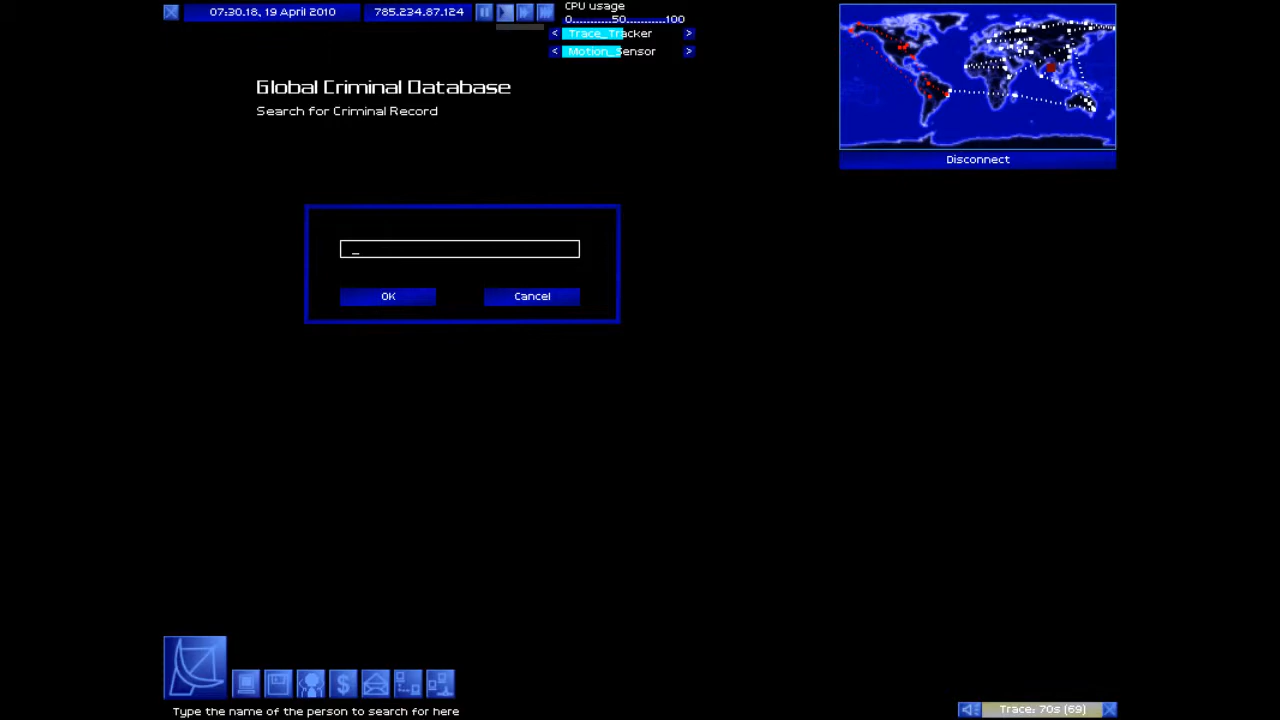 07:30.18, 19 April 2010
785.234.87.124
CPU usage
0............50...........100
< Trace_Tracker >
< Motion_Sensor >
Global Criminal Database
Search for Criminal Record
Disconnect
_
OK
Cancel
$
Type the name of the person to search for here
Trace: 70s (69)